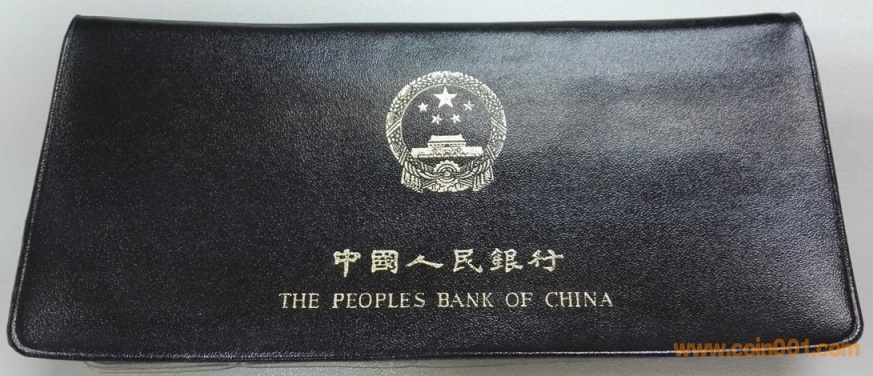 中國人民銀行
THE PEOPLES BANK OF CHINA
www.coin001.com